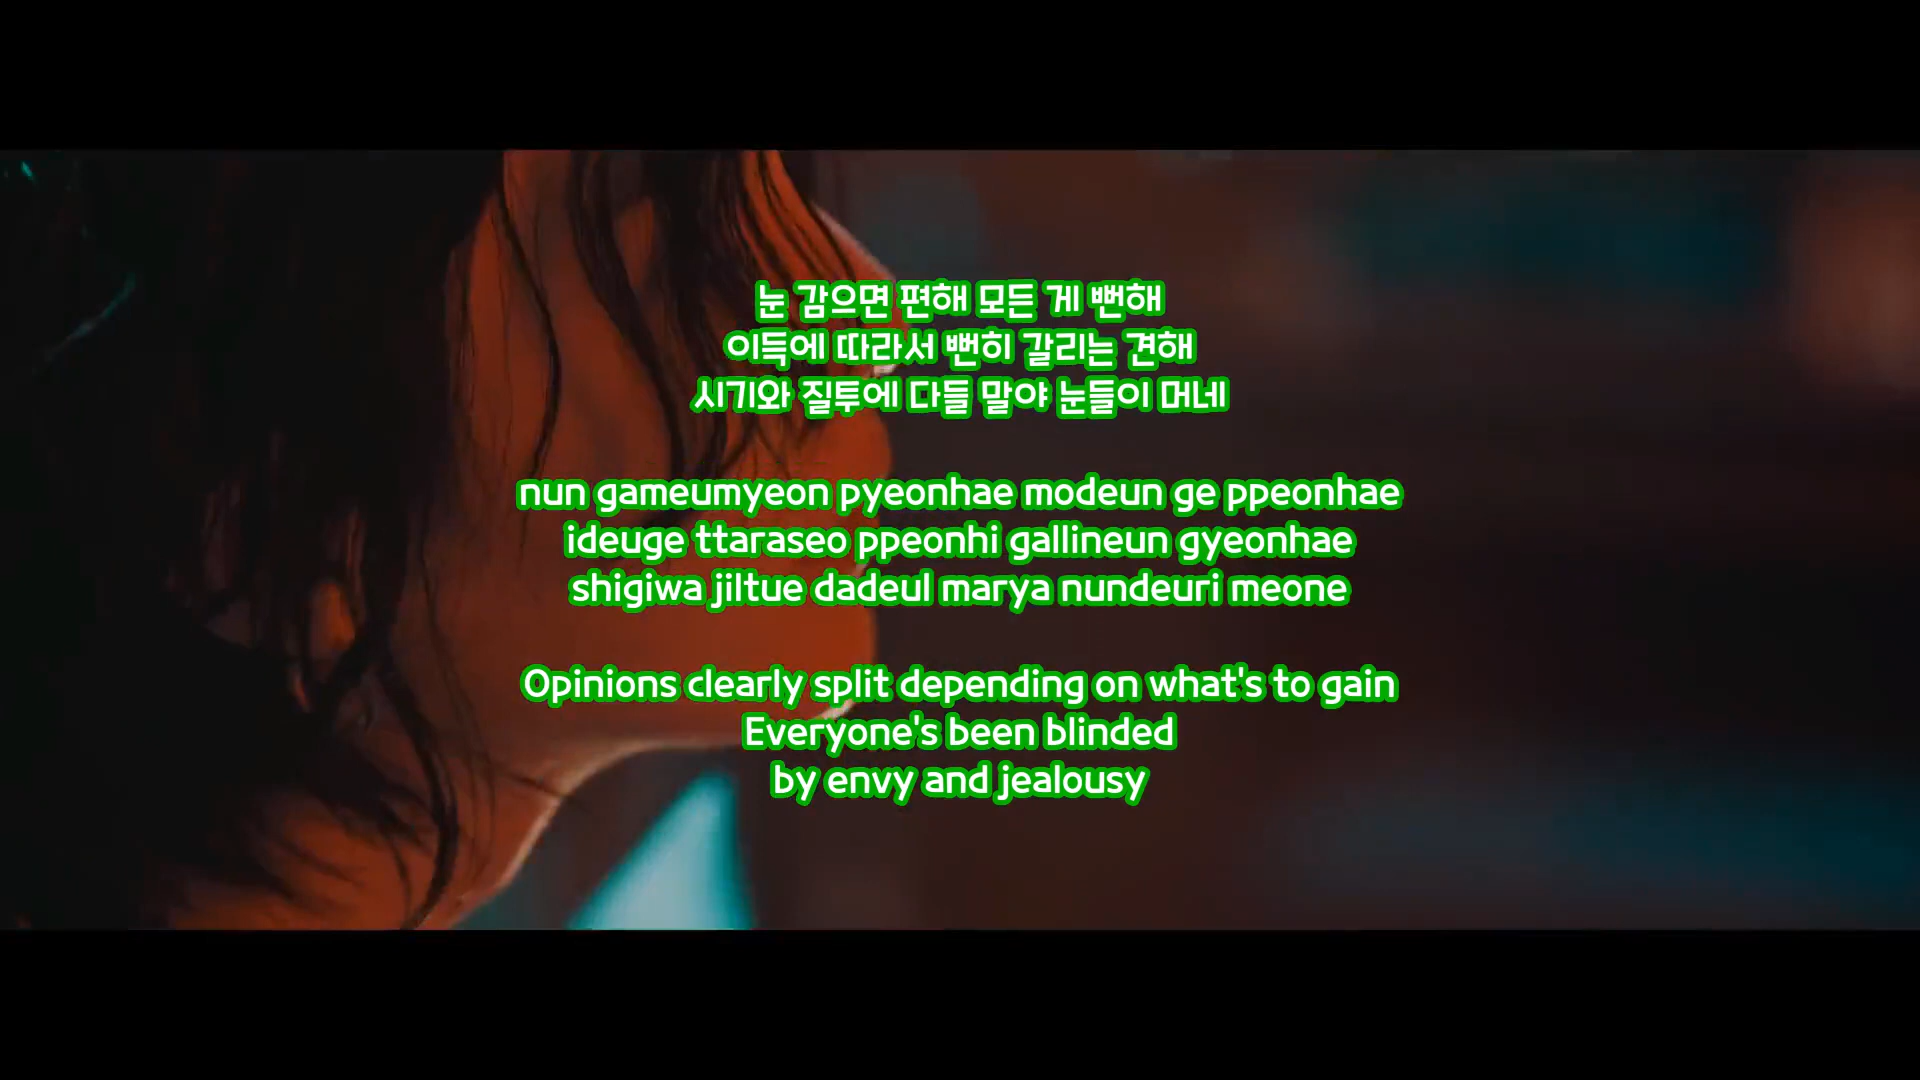 눈 감으면 편해 모든 게 뻔해
이득에 따라서 뻔히 갈리는 견해
시기와 질투에 다들 말야 눈들이 머네
nun gameumyeon pyeonhae modeun ge ppeonhae
ideuge ttaraseo ppeonhi gallineun gyeonhae
shigiwa jiltue dadeul marya nundeuri meone
Opinions clearly split depending on what's to gain
Everyone's been blinded
by envy and jealousy